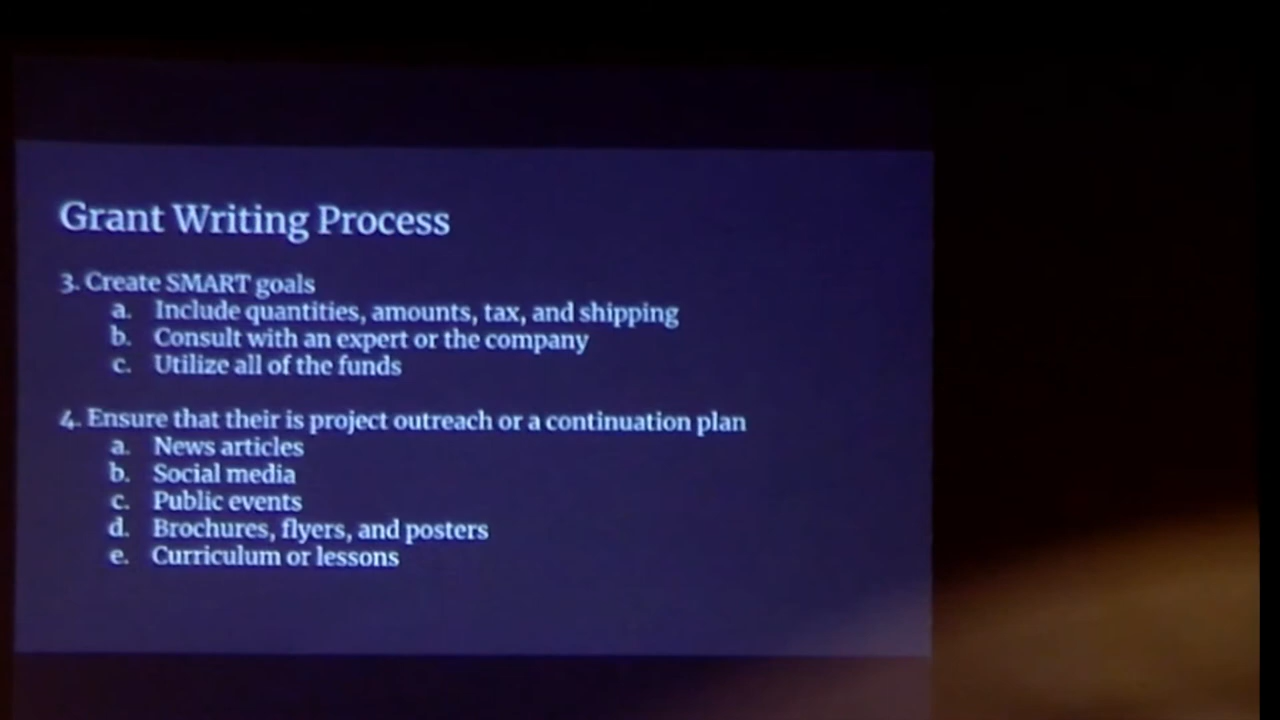 Grant Writing Process
3. Create SMART goals
a. Include quantities, amounts, tax, and shipping
b. Consult with an expert or the company
c. Utilize all of the funds
4. Ensure that their is project outreach or a continuation plan
a. News articles
b. Social media
c. Public events
d. Brochures, flyers, and posters
e. Curriculum or lessons